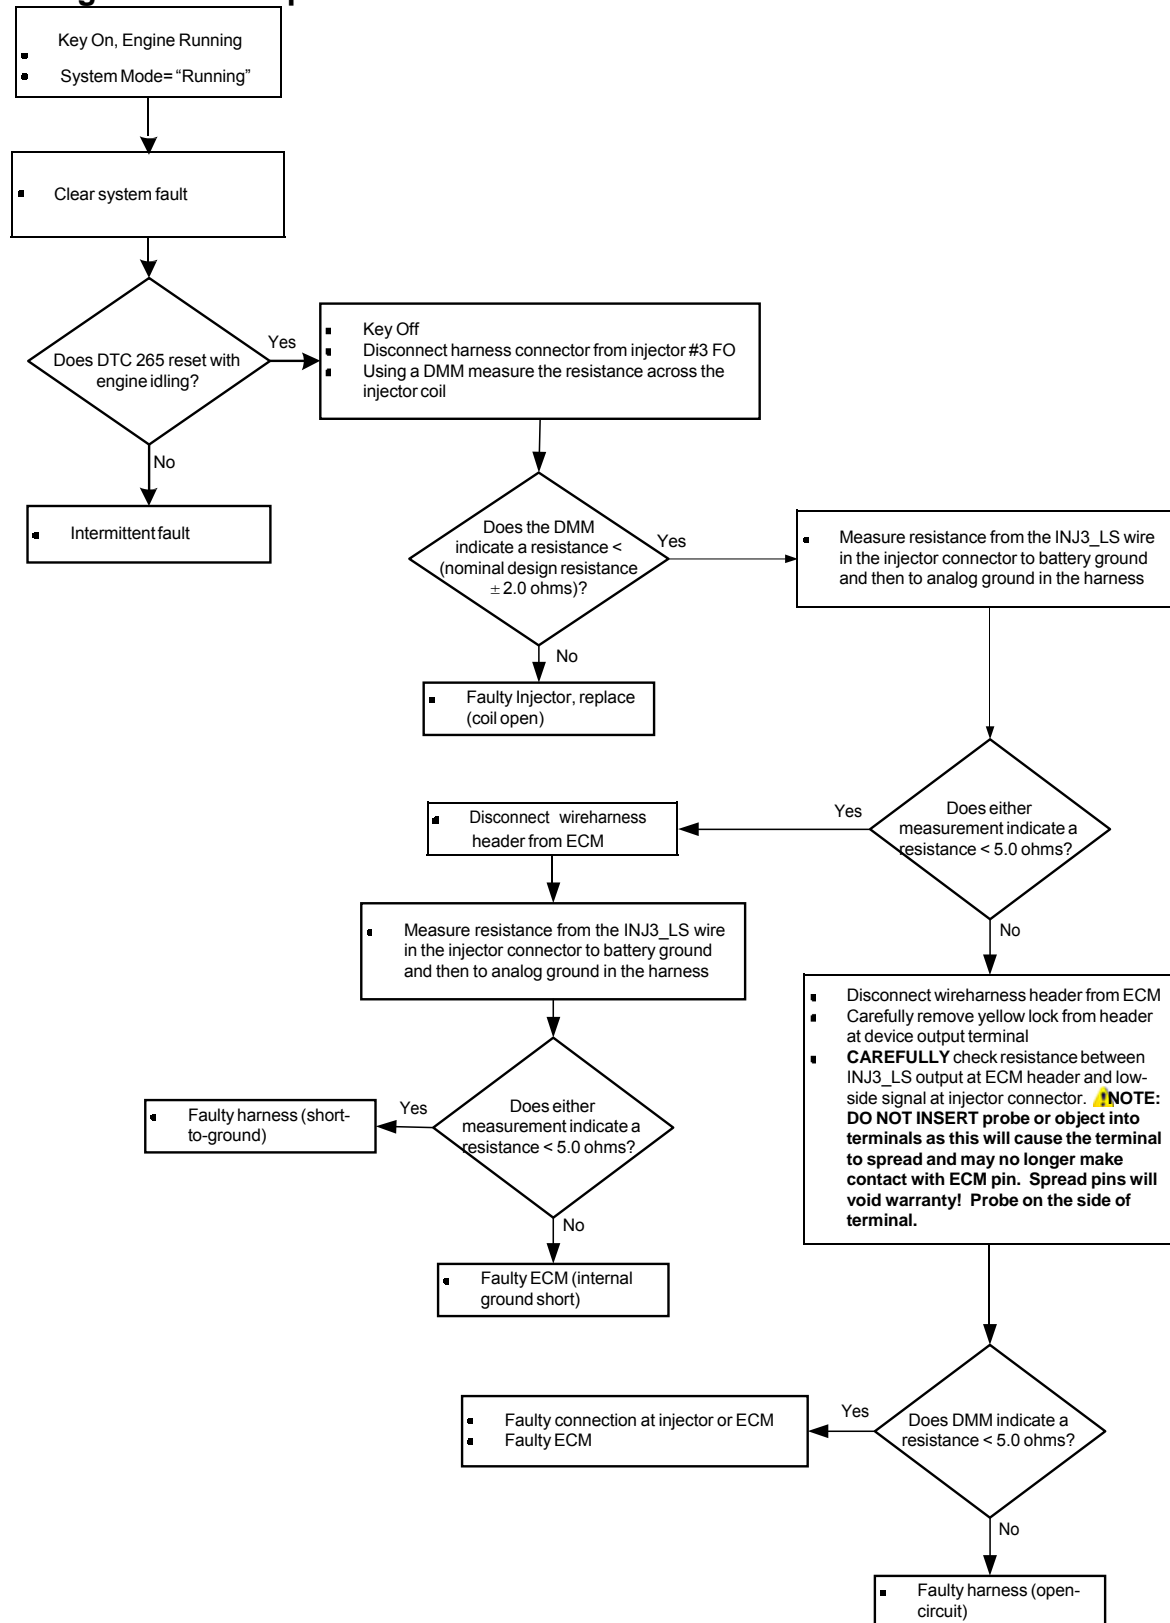 Key On, Engine Running
System Mode= “Running”
Clear system fault
Does DTC 265 reset with
engine idling?
Yes
No
Intermittent fault
Key Off
Disconnect harness connector from injector #3 FO
Using a DMM measure the resistance across the
injector coil
Does the DMM
indicate a resistance <
(nominal design resistance
± 2.0 ohms)?
Yes
No
Faulty Injector, replace
(coil open)
Measure resistance from the INJ3_LS wire
in the injector connector to battery ground
and then to analog ground in the harness
Does either
measurement indicate a
resistance < 5.0 ohms?
Yes
No
Disconnect wireharness
header from ECM
Measure resistance from the INJ3_LS wire
in the injector connector to battery ground
and then to analog ground in the harness
Does either
measurement indicate a
resistance < 5.0 ohms?
Yes
No
Faulty harness (short-
to-ground)
Faulty ECM (internal
ground short)
Disconnect wireharness header from ECM
Carefully remove yellow lock from header
at device output terminal
CAREFULLY check resistance between
INJ3_LS output at ECM header and low-
side signal at injector connector. NOTE:
DO NOT INSERT probe or object into
terminals as this will cause the terminal
to spread and may no longer make
contact with ECM pin. Spread pins will
void warranty! Probe on the side of
terminal.
Does DMM indicate a
resistance < 5.0 ohms?
Yes
No
Faulty connection at injector or ECM
Faulty ECM
Faulty harness (open-
circuit)